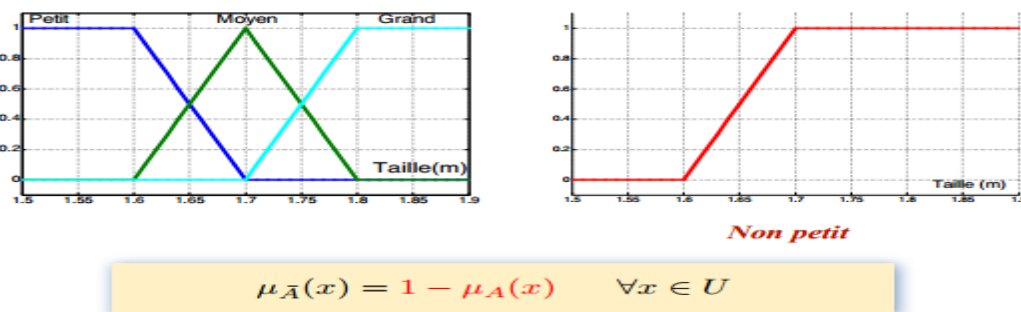 Petit Moyen Grand
1
0.8
0.6
0.4
0.2
0
Taille(m)
1.5 1.55 1.6 1.65 1.7 1.75 1.8 1.85 1.9
1
0.8
0.6
0.4
0.2
0
Taille (m)
1.5 1.55 1.6 1.65 1.7 1.75 1.8 1.85
Non petit
μ_Ā(x) = 1 − μ_A(x) ∀x ∈ U